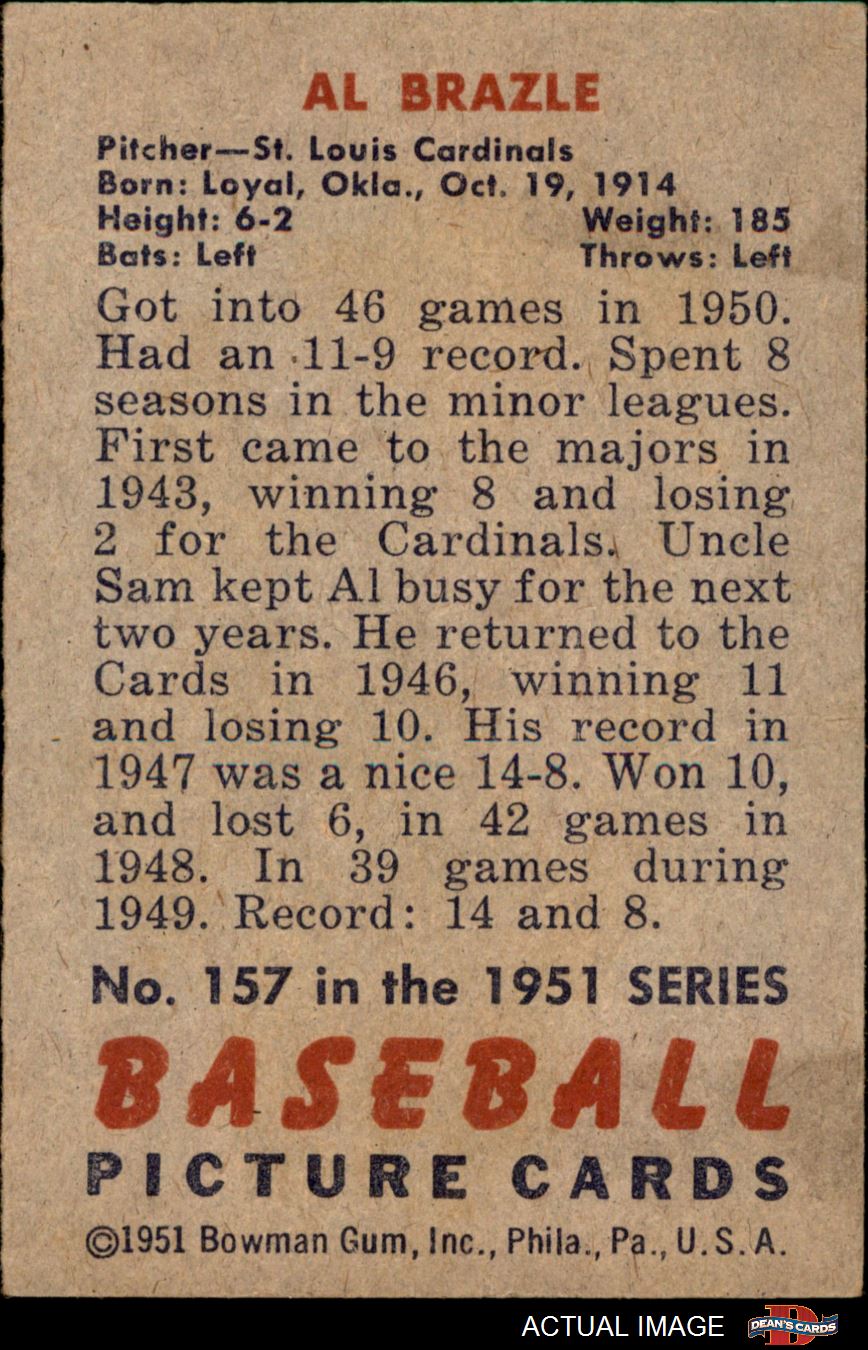 AL BRAZLE
Pitcher—St. Louis Cardinals
Born: Loyal, Okla., Oct. 19, 1914
Height: 6-2 Weight: 185
Bats: Left Throws: Left
Got into 46 games in 1950.
Had an 11-9 record. Spent 8
seasons in the minor leagues.
First came to the majors in
1943, winning 8 and losing
2 for the Cardinals. Uncle
Sam kept Al busy for the next
two years. He returned to the
Cards in 1946, winning 11
and losing 10. His record in
1947 was a nice 14-8. Won 10,
and lost 6, in 42 games in
1948. In 39 games during
1949. Record: 14 and 8.
No. 157 in the 1951 SERIES
BASEBALL
PICTURE CARDS
©1951 Bowman Gum, Inc., Phila., Pa., U.S.A.
ACTUAL IMAGE
D
DEAN'S CARDS